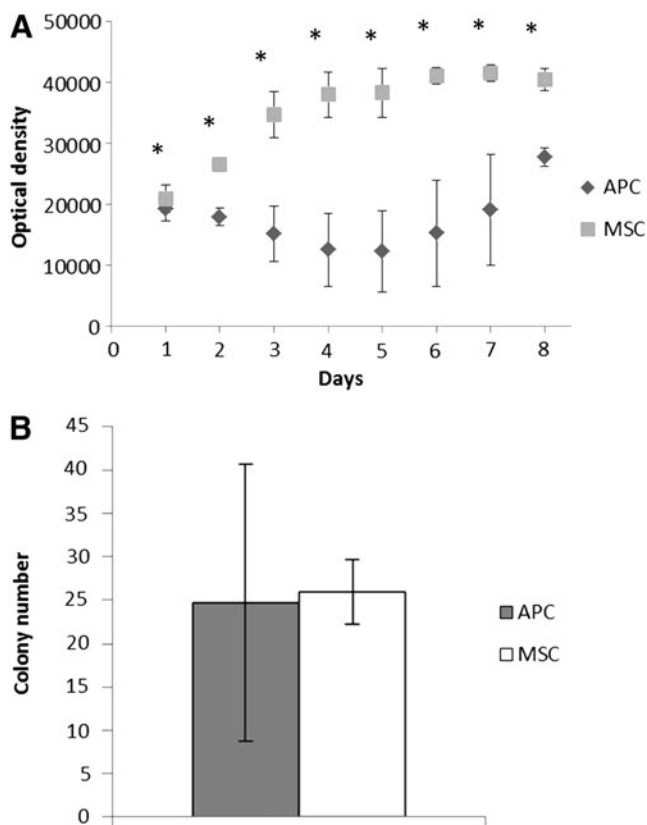 A
50000
40000
30000
20000
10000
0
Optical density
* * * * * * * *
0 1 2 3 4 5 6 7 8
Days
APC
MSC
B
45
40
35
30
25
20
15
10
5
0
Colony number
APC
MSC